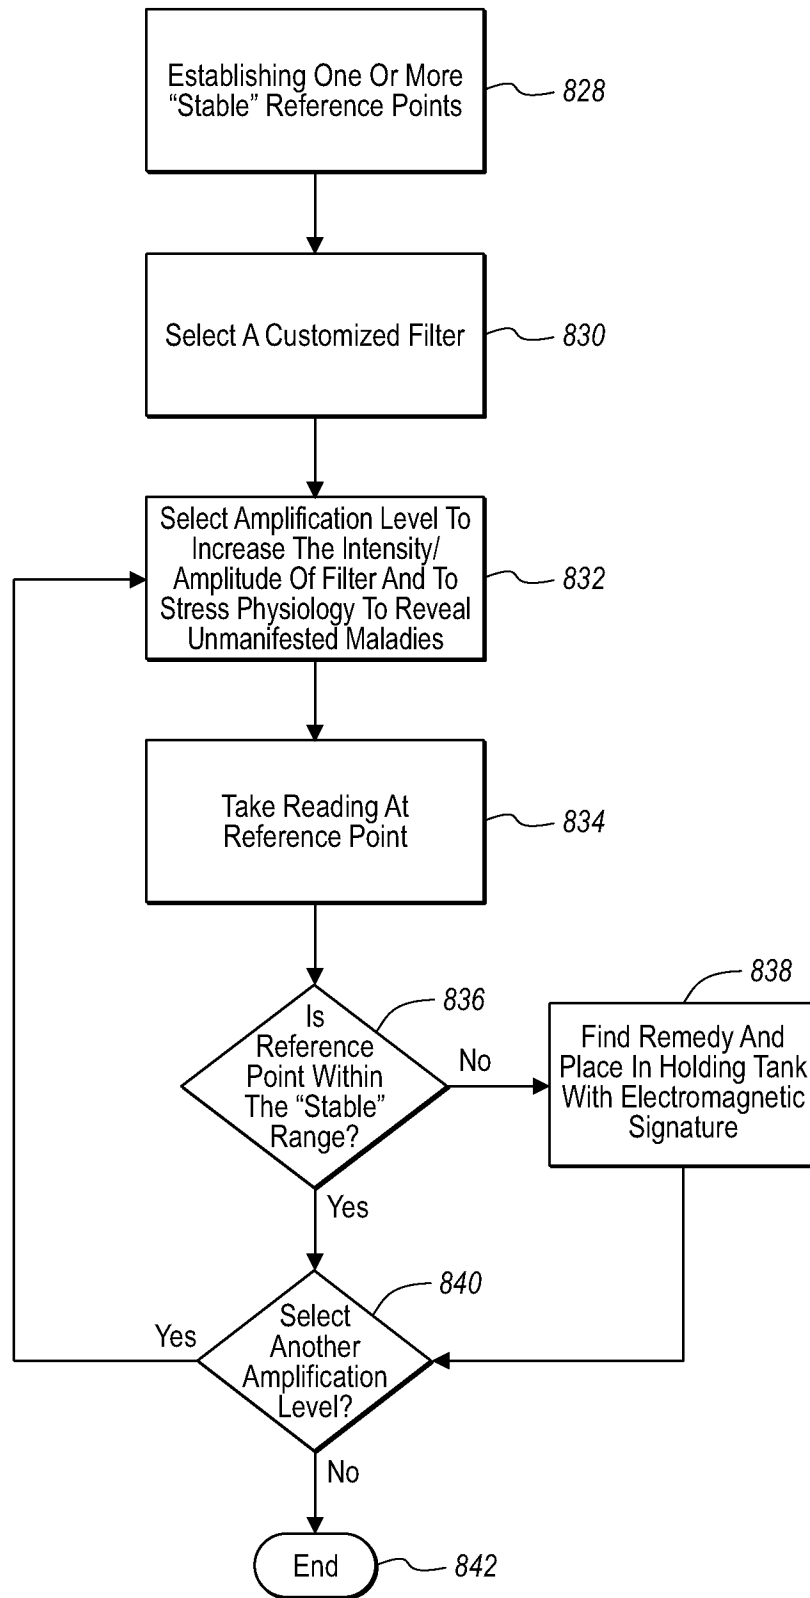 Establishing One Or More
“Stable” Reference Points
828
Select A Customized Filter
830
Select Amplification Level To
Increase The Intensity/
Amplitude Of Filter And To
Stress Physiology To Reveal
Unmanifested Maladies
832
Take Reading At
Reference Point
834
Is
Reference
Point Within
The “Stable”
Range?
836
No
Find Remedy And
Place In Holding Tank
With Electromagnetic
Signature
838
Yes
Select
Another
Amplification
Level?
840
Yes
No
End
842